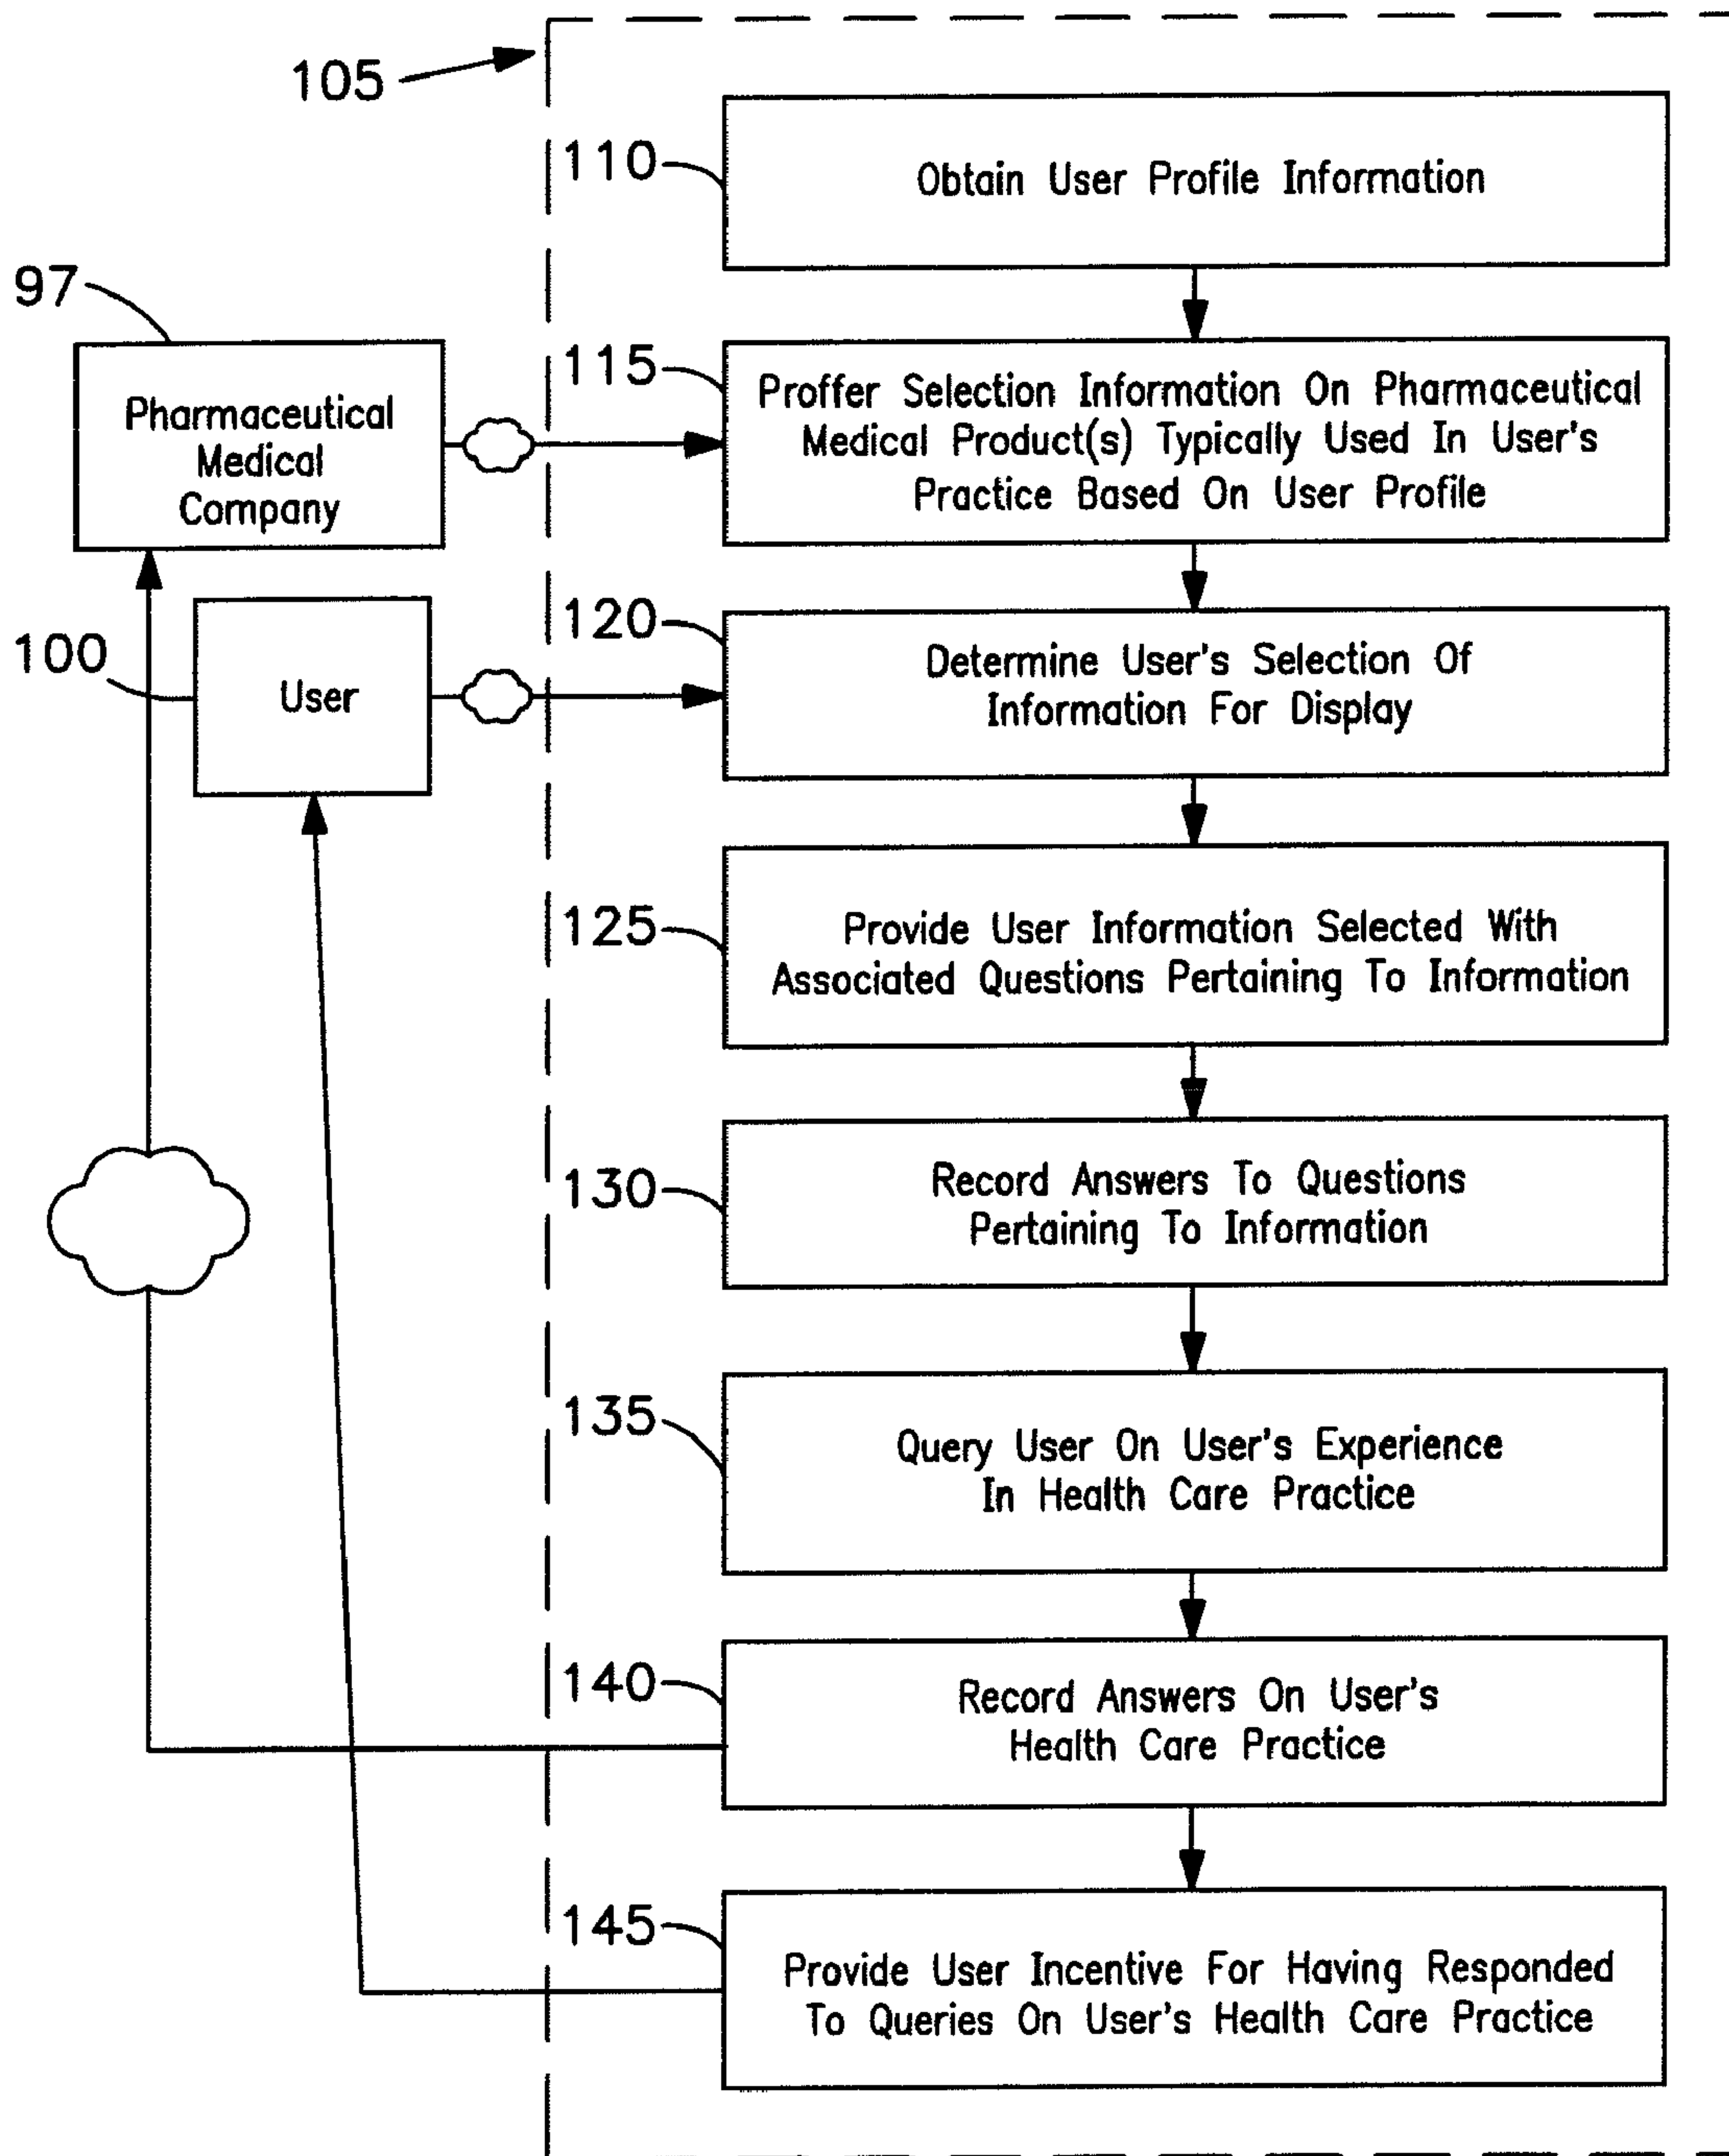 105
110
Obtain User Profile Information
97
Pharmaceutical
Medical
Company
115
Proffer Selection Information On Pharmaceutical
Medical Product(s) Typically Used In User's
Practice Based On User Profile
100
User
120
Determine User's Selection Of
Information For Display
125
Provide User Information Selected With
Associated Questions Pertaining To Information
130
Record Answers To Questions
Pertaining To Information
135
Query User On User's Experience
In Health Care Practice
140
Record Answers On User's
Health Care Practice
145
Provide User Incentive For Having Responded
To Queries On User's Health Care Practice